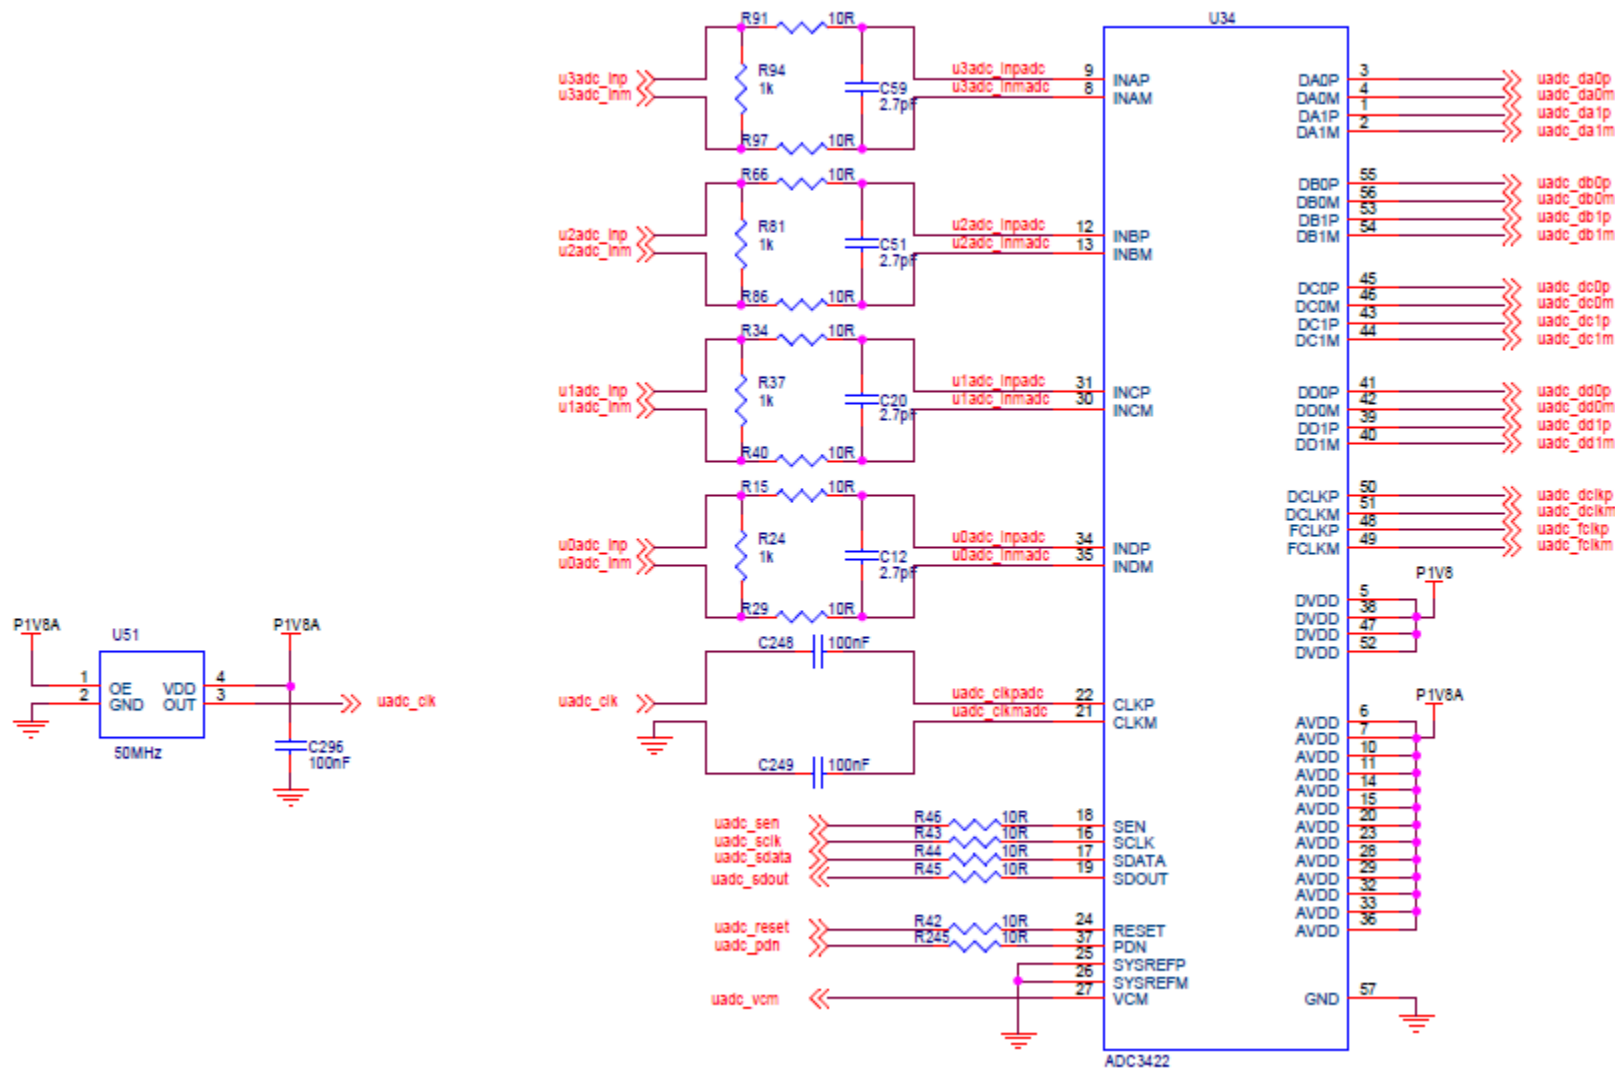 U34
R91 10R
u3adc_inp
u3adc_inm
R94
1k
C59
2.7pF
R97 10R
u3adc_inpadc 9 INAP
u3adc_inmadc 8 INAM
R66 10R
u2adc_inp
u2adc_inm
R81
1k
C51
2.7pF
R86 10R
u2adc_inpadc 12 INBP
u2adc_inmadc 13 INBM
R34 10R
u1adc_inp
u1adc_inm
R37
1k
C20
2.7pF
R40 10R
u1adc_inpadc 31 INCP
u1adc_inmadc 30 INCM
R15 10R
u0adc_inp
u0adc_inm
R24
1k
C12
2.7pF
R29 10R
u0adc_inpadc 34 INDP
u0adc_inmadc 35 INDM
P1V8A
U51
P1V8A
1 OE VDD 4
2 GND OUT 3
uadc_clk
50MHz
C296
100nF
C248 100nF
uadc_clk
uadc_clkpadc 22 CLKP
uadc_clkmadc 21 CLKM
C249 100nF
uadc_sen R46 10R 18 SEN
uadc_sclk R43 10R 16 SCLK
uadc_sdata R44 10R 17 SDATA
uadc_sdout R45 10R 19 SDOUT
uadc_reset R42 10R 24 RESET
uadc_pdn R245 10R 37 PDN
25 SYSREFP
26 SYSREFM
uadc_vcm 27 VCM
DA0P 3 uadc_da0p
DA0M 4 uadc_da0m
DA1P 1 uadc_da1p
DA1M 2 uadc_da1m
DB0P 55 uadc_db0p
DB0M 56 uadc_db0m
DB1P 53 uadc_db1p
DB1M 54 uadc_db1m
DC0P 45 uadc_dc0p
DC0M 46 uadc_dc0m
DC1P 43 uadc_dc1p
DC1M 44 uadc_dc1m
DD0P 41 uadc_dd0p
DD0M 42 uadc_dd0m
DD1P 39 uadc_dd1p
DD1M 40 uadc_dd1m
DCLKP 50 uadc_dclkp
DCLKM 51 uadc_dclkm
FCLKP 48 uadc_fclkp
FCLKM 49 uadc_fclkm
P1V8
DVDD 5
DVDD 38
DVDD 47
DVDD 52
P1V8A
AVDD 6
AVDD 7
AVDD 10
AVDD 11
AVDD 14
AVDD 15
AVDD 20
AVDD 23
AVDD 28
AVDD 29
AVDD 32
AVDD 33
AVDD 36
GND 57
ADC3422